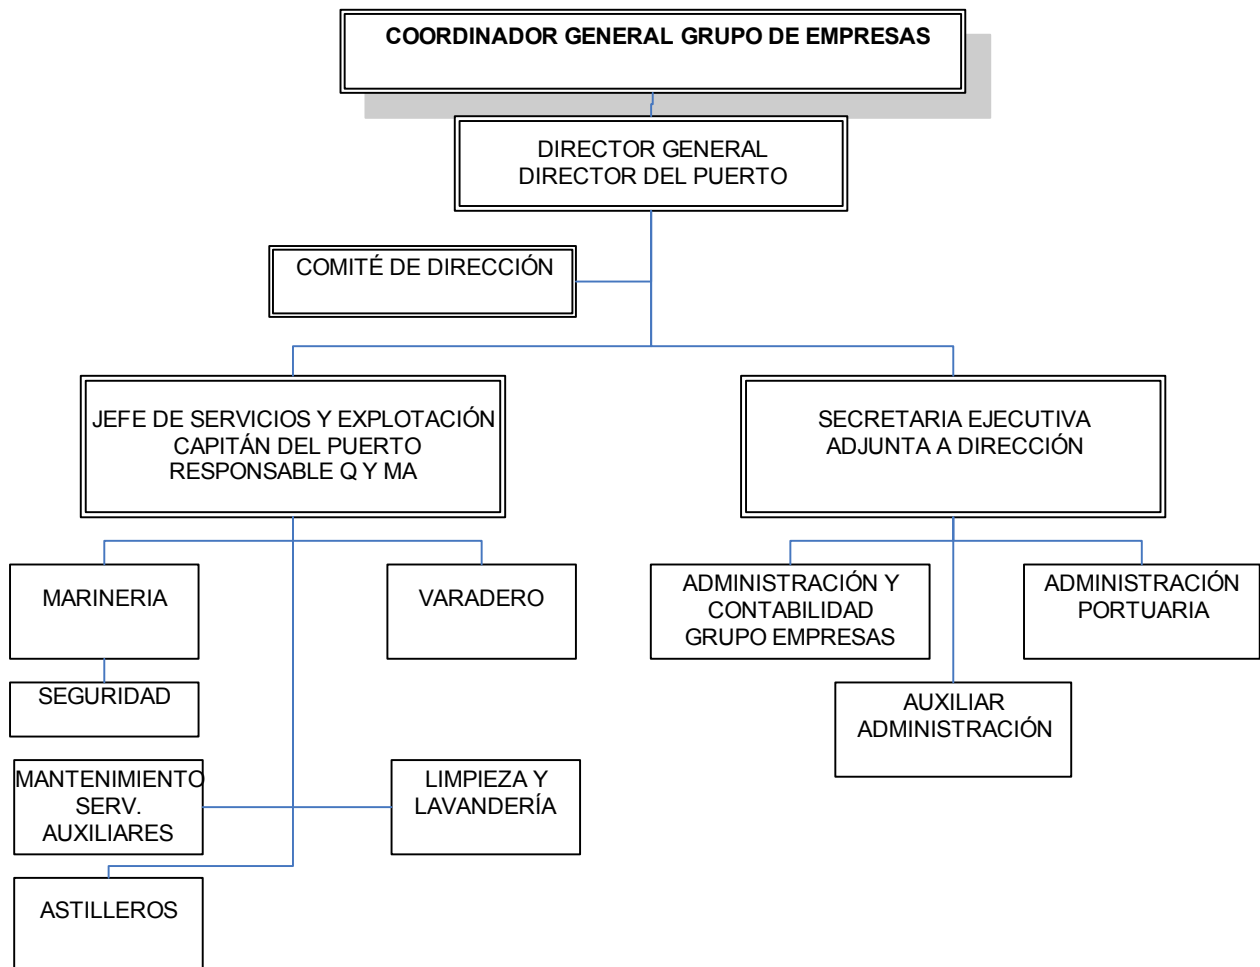 COORDINADOR GENERAL GRUPO DE EMPRESAS
DIRECTOR GENERAL
DIRECTOR DEL PUERTO
COMITÉ DE DIRECCIÓN
JEFE DE SERVICIOS Y EXPLOTACIÓN
CAPITÁN DEL PUERTO
RESPONSABLE Q Y MA
SECRETARIA EJECUTIVA
ADJUNTA A DIRECCIÓN
MARINERIA
VARADERO
ADMINISTRACIÓN Y
CONTABILIDAD
GRUPO EMPRESAS
ADMINISTRACIÓN
PORTUARIA
SEGURIDAD
AUXILIAR
ADMINISTRACIÓN
MANTENIMIENTO
SERV.
AUXILIARES
LIMPIEZA Y
LAVANDERÍA
ASTILLEROS